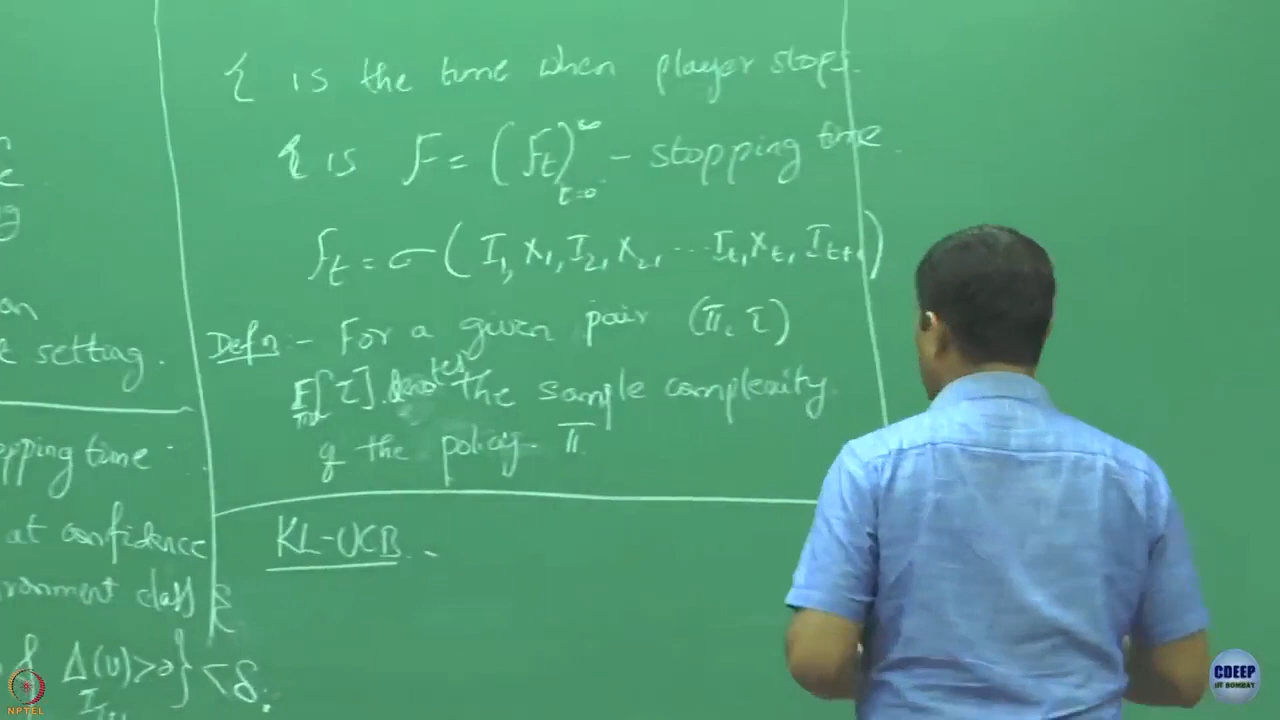 on
e setting.
pping time
at confidence
ronment class ℰ
Δ(ν)>0} < δ.
τ is the time when player stops.
τ is F = (F_t)_{t=0}^∞ - stopping time.
F_t = σ(I_1, X_1, I_2, X_2, ... I_t, X_t, I_{t+1})
Defn:- For a given pair (π, τ)
[τ]. denotes the sample complexity
of the policy π
KL-UCB.
NPTEL
CDEEP
IIT BOMBAY